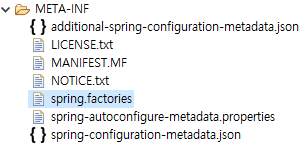 META-INF
additional-spring-configuration-metadata.json
LICENSE.txt
MANIFEST.MF
NOTICE.txt
spring.factories
spring-autoconfigure-metadata.properties
spring-configuration-metadata.json